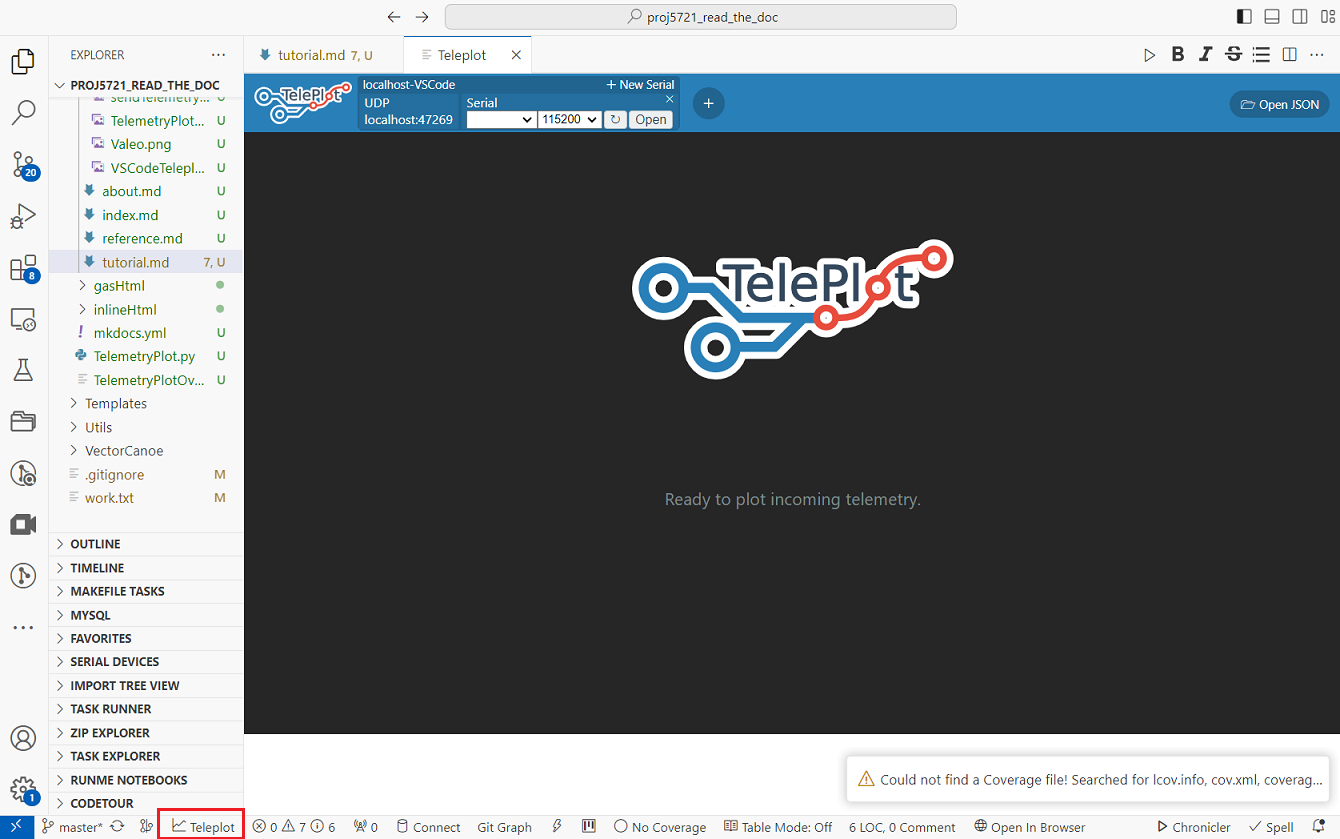 proj5721_read_the_doc
EXPLORER
tutorial.md 7, U
Teleplot
PROJ5721_READ_THE_DOC
sendTelemetry... U
TelemetryPlot... U
Valeo.png U
VSCodeTelepl... U
about.md U
index.md U
reference.md U
tutorial.md 7, U
gasHtml
inlineHtml
! mkdocs.yml U
TelemetryPlot.py U
TelemetryPlotOv... U
Templates
Utils
VectorCanoe
.gitignore M
work.txt M
OUTLINE
TIMELINE
MAKEFILE TASKS
MYSQL
FAVORITES
SERIAL DEVICES
IMPORT TREE VIEW
TASK RUNNER
ZIP EXPLORER
TASK EXPLORER
RUNME NOTEBOOKS
CODETOUR
20
8
1
B I S
TelePlot
localhost-VSCode
+ New Serial
UDP
localhost:47269
Serial
115200
Open
+
Open JSON
TelePlot
Ready to plot incoming telemetry.
Could not find a Coverage file! Searched for lcov.info, cov.xml, coverag...
master* Teleplot 0 7 6 0 Connect Git Graph No Coverage Table Mode: Off 6 LOC, 0 Comment Open In Browser Chronicler Spell